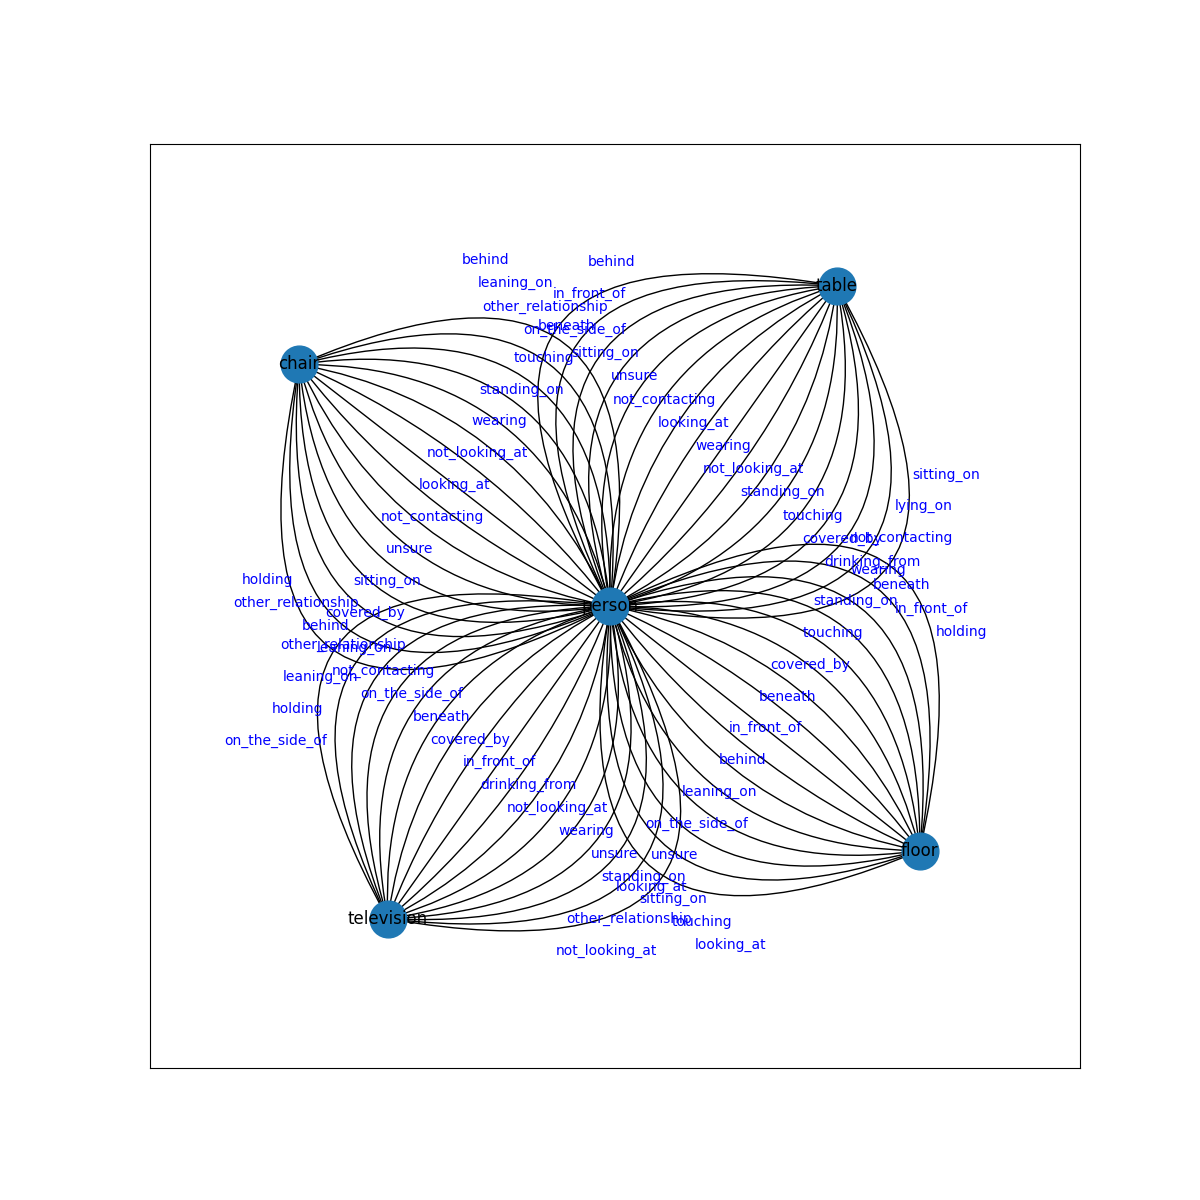 behind
behind
leaning_on
table
in_front_of
other_relationship
beneath
on_the_side_of
sitting_on
touching
chair
unsure
standing_on
not_contacting
wearing
looking_at
wearing
not_looking_at
not_looking_at
sitting_on
looking_at
standing_on
lying_on
touching
not_contacting
covered_by
not_contacting
unsure
drinking_from
wearing
holding
sitting_on
beneath
other_relationship
standing_on
person
in_front_of
covered_by
behind
touching
holding
other_relationship
leaning_on
covered_by
not_contacting
leaning_on
on_the_side_of
beneath
holding
beneath
in_front_of
on_the_side_of
covered_by
in_front_of
behind
drinking_from
leaning_on
not_looking_at
on_the_side_of
wearing
floor
unsure
unsure
standing_on
looking_at
sitting_on
television
other_relationship
touching
looking_at
not_looking_at